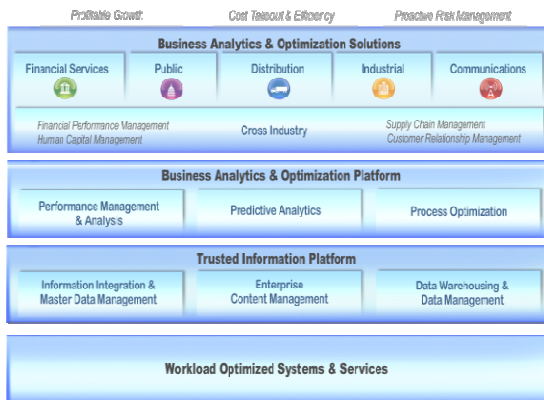 Profitable Growth Cost Takeout & Efficiency Proactive Risk Management
Business Analytics & Optimization Solutions
Financial Services Public Distribution Industrial Communications
Financial Performance Management
Human Capital Management
Cross Industry
Supply Chain Management
Customer Relationship Management
Business Analytics & Optimization Platform
Performance Management
& Analysis
Predictive Analytics
Process Optimization
Trusted Information Platform
Information Integration &
Master Data Management
Enterprise
Content Management
Data Warehousing &
Data Management
Workload Optimized Systems & Services